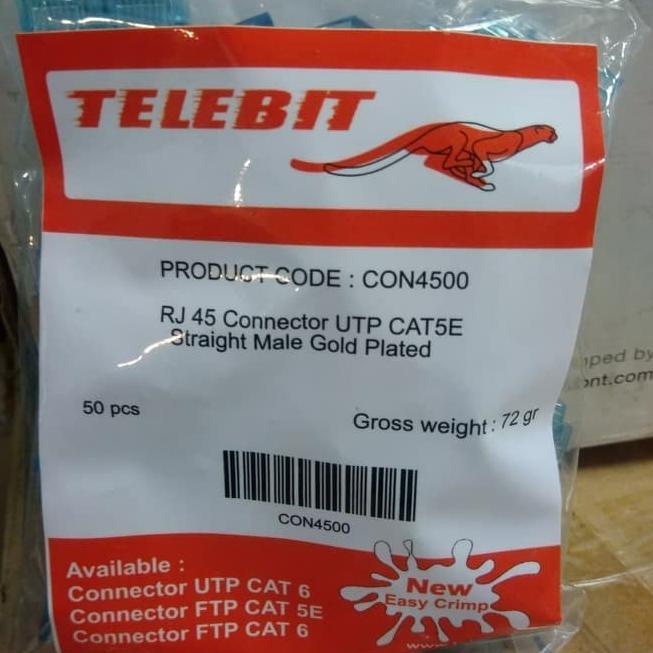 TELEBIT
PRODUCT CODE : CON4500
RJ 45 Connector UTP CAT5E
Straight Male Gold Plated
50 pcs
Gross weight : 72 gr
CON4500
Available :
Connector UTP CAT 6
Connector FTP CAT 5E
Connector FTP CAT 6
New
Easy Crimp
by